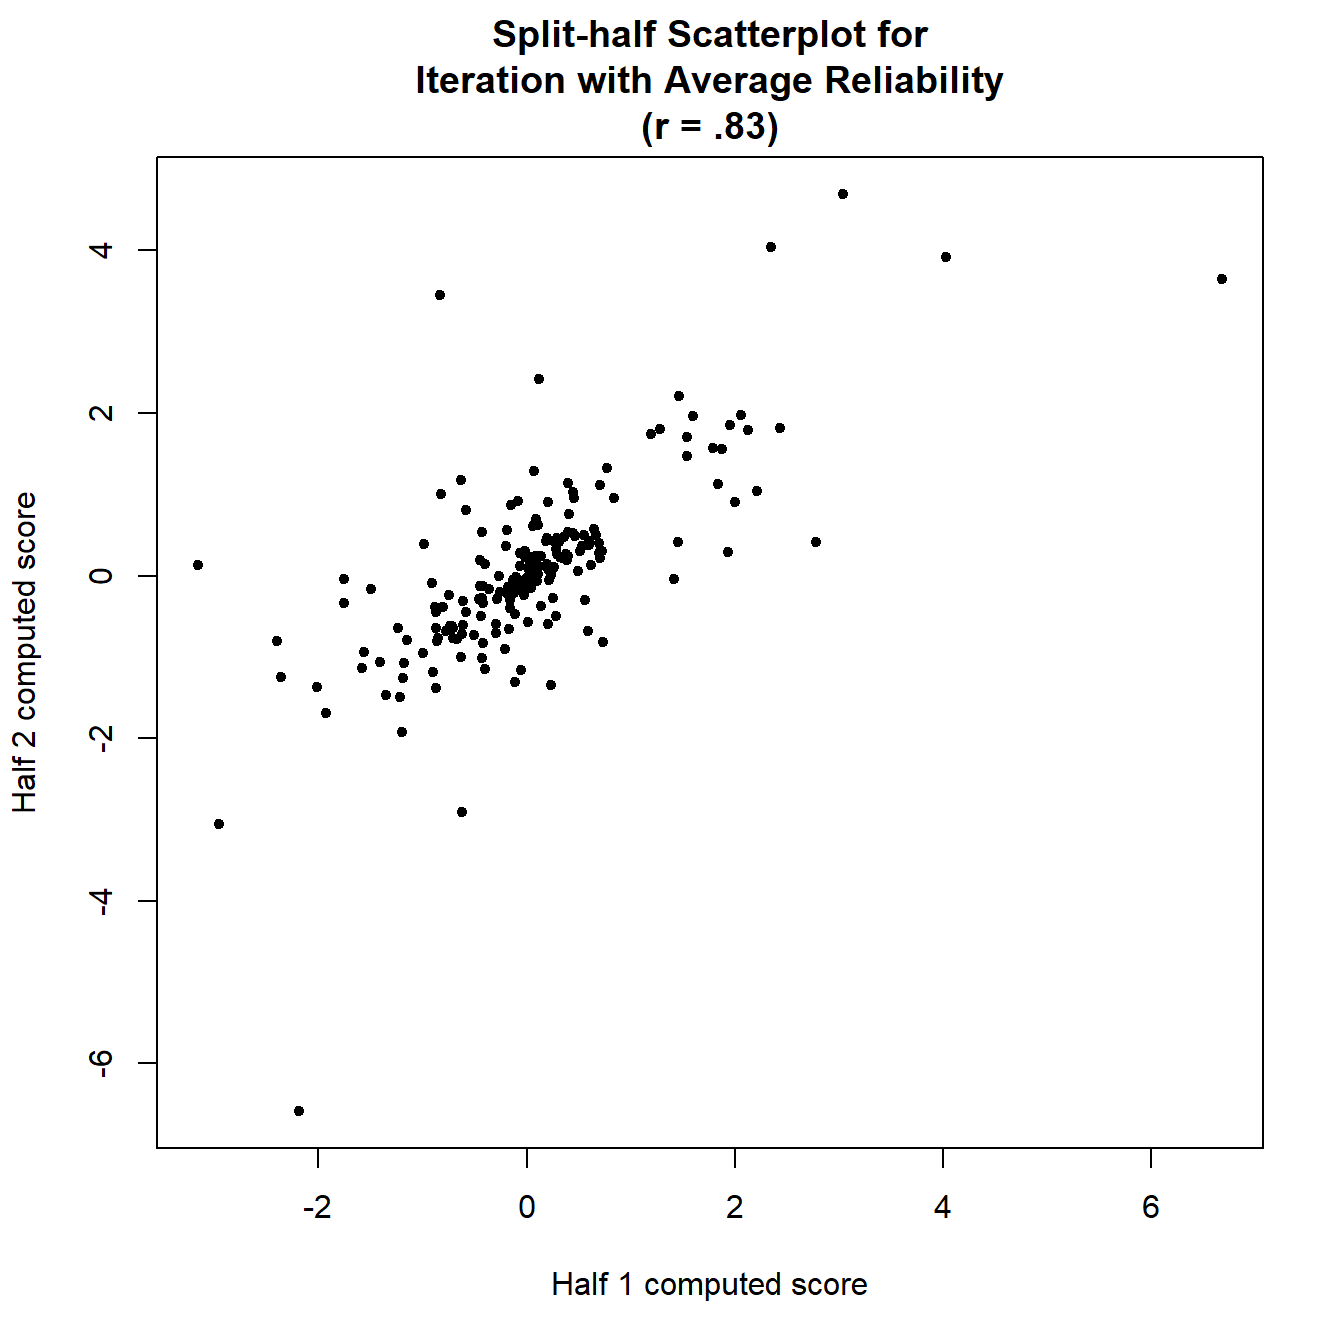 Split-half Scatterplot for
Iteration with Average Reliability
(r = .83)
Half 2 computed score
4
2
0
-2
-4
-6
-2 0 2 4 6
Half 1 computed score